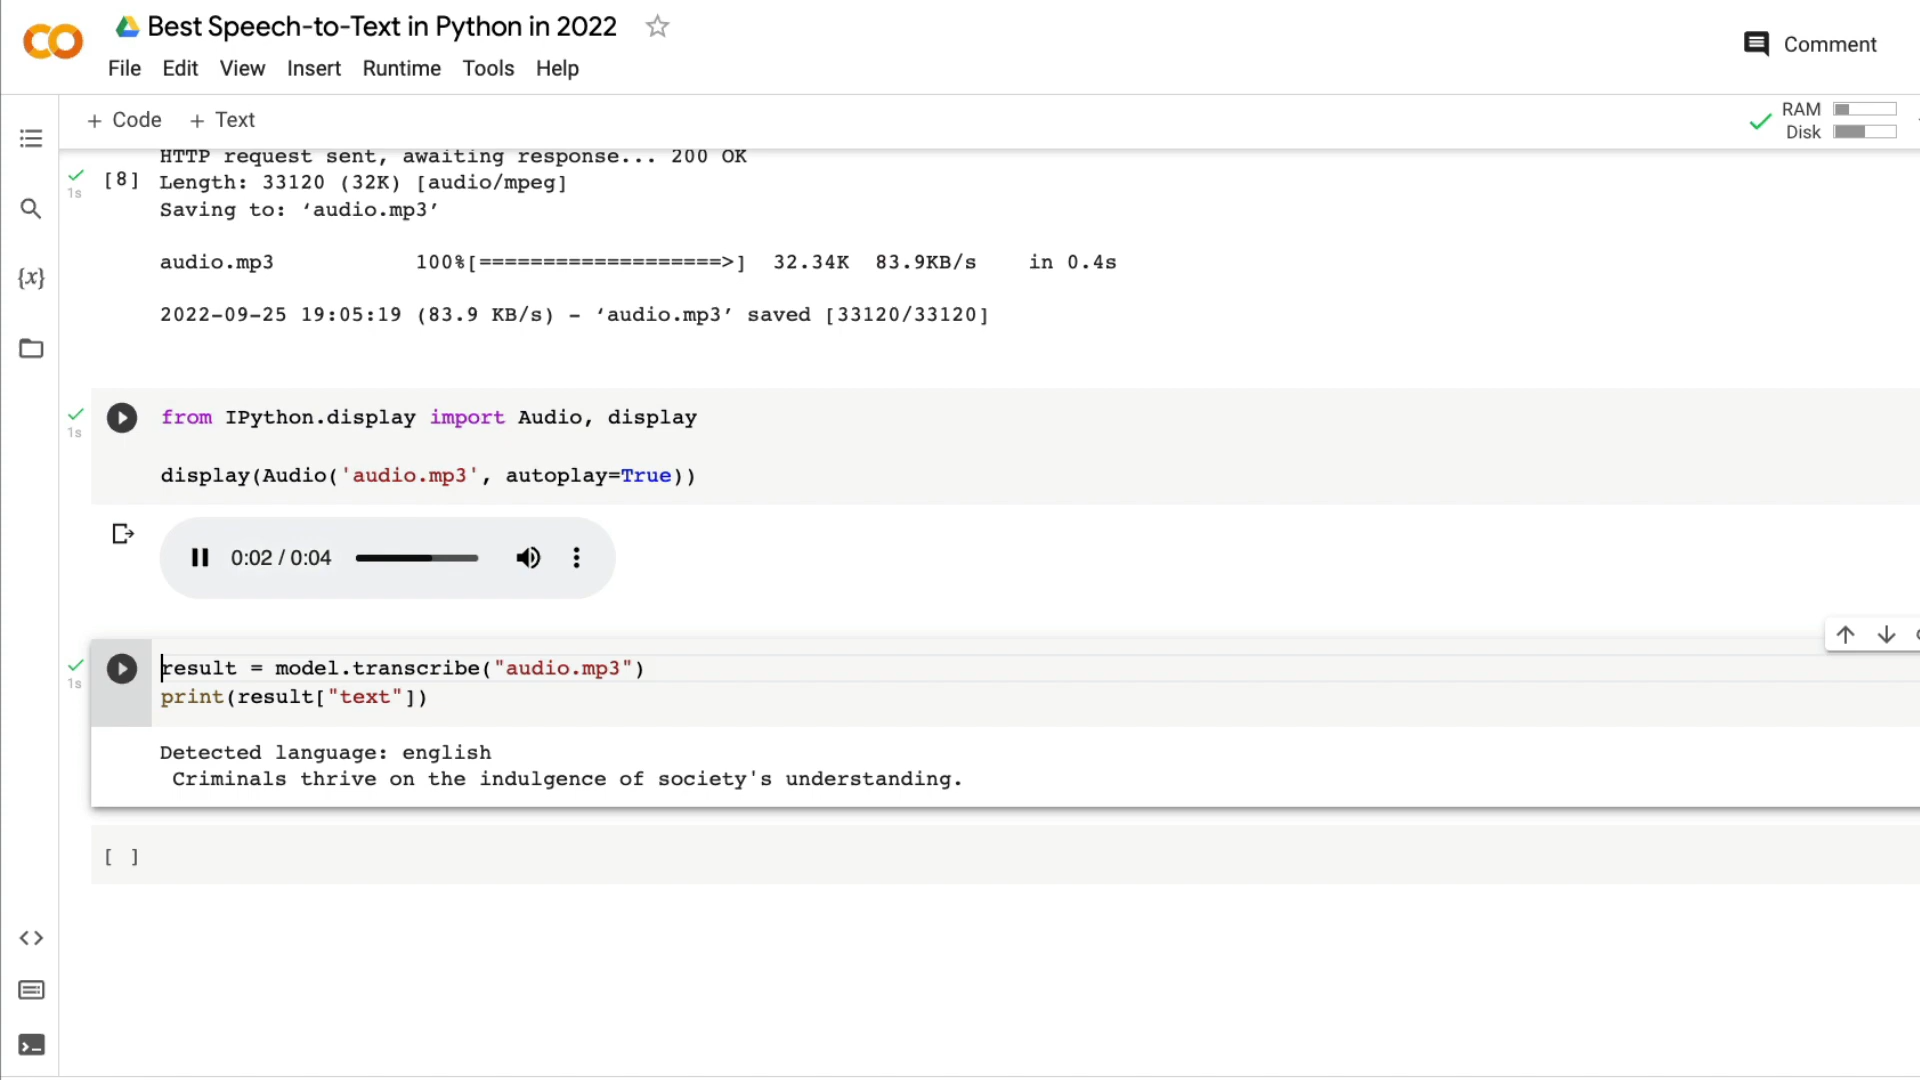 Best Speech-to-Text in Python in 2022
File Edit View Insert Runtime Tools Help
Comment
+ Code + Text
RAM
Disk
HTTP request sent, awaiting response... 200 OK
1s
[8] Length: 33120 (32K) [audio/mpeg]
Saving to: ‘audio.mp3’
audio.mp3 100%[===================>] 32.34K 83.9KB/s in 0.4s
2022-09-25 19:05:19 (83.9 KB/s) - ‘audio.mp3’ saved [33120/33120]
from IPython.display import Audio, display
1s
display(Audio('audio.mp3', autoplay=True))
0:02 / 0:04
result = model.transcribe("audio.mp3")
1s
print(result["text"])
Detected language: english
Criminals thrive on the indulgence of society's understanding.
[ ]
{x}